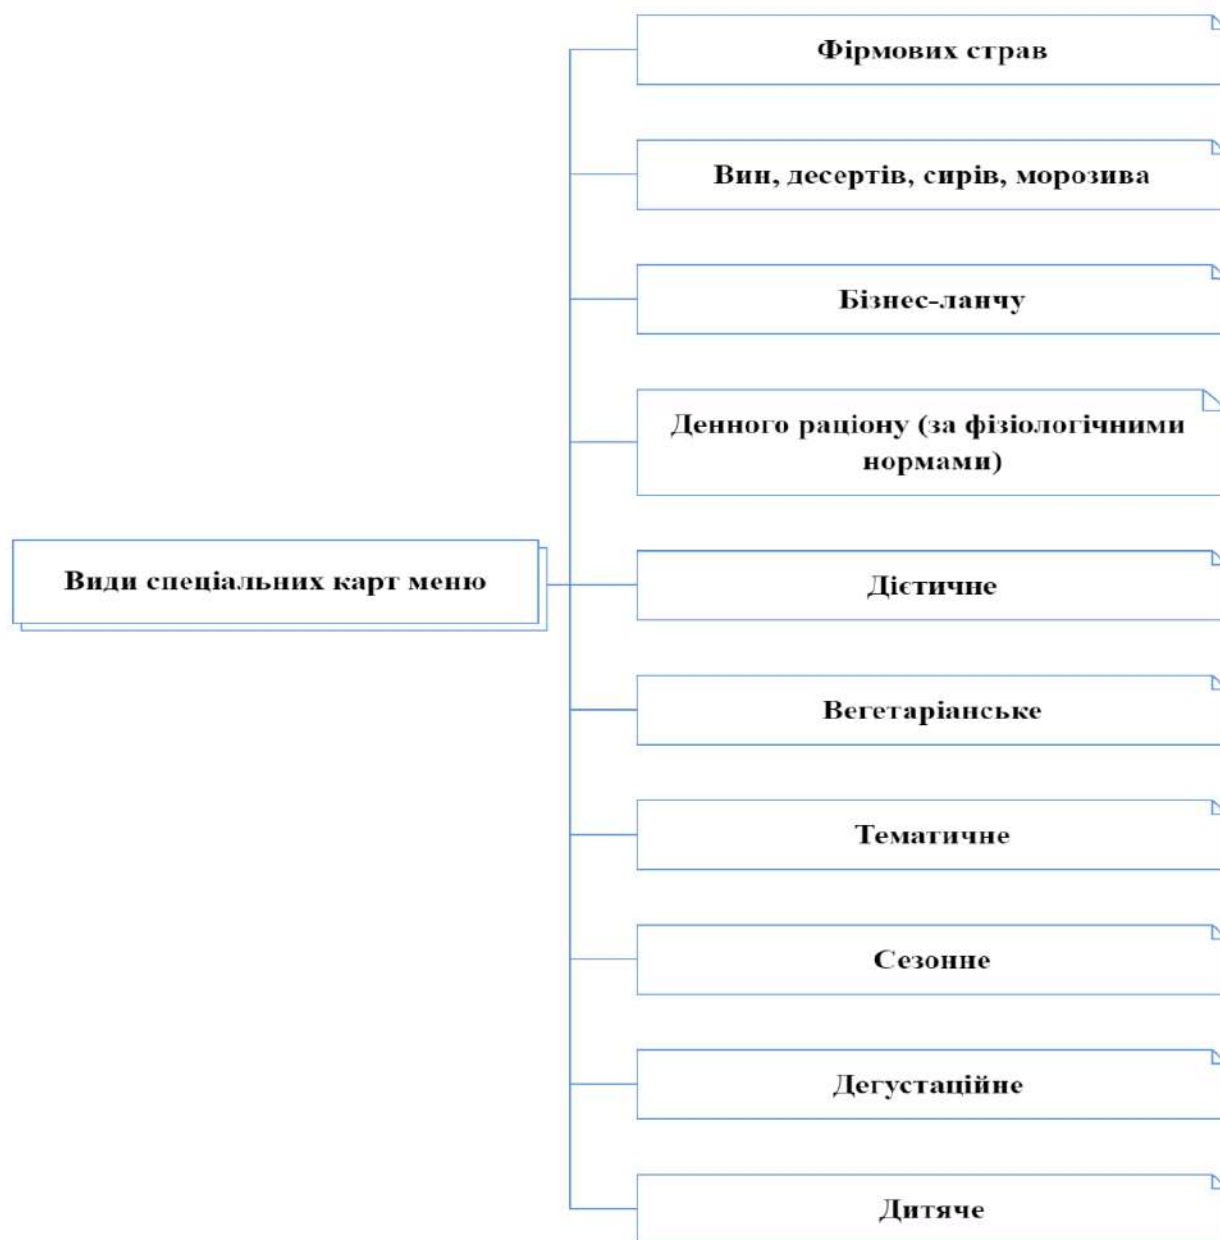 Види спеціальних карт меню
Фірмових страв
Вин, десертів, сирів, морозива
Бізнес-ланчу
Денного раціону (за фізіологічними
нормами)
Дієтичне
Вегетаріанське
Тематичне
Сезонне
Дегустаційне
Дитяче